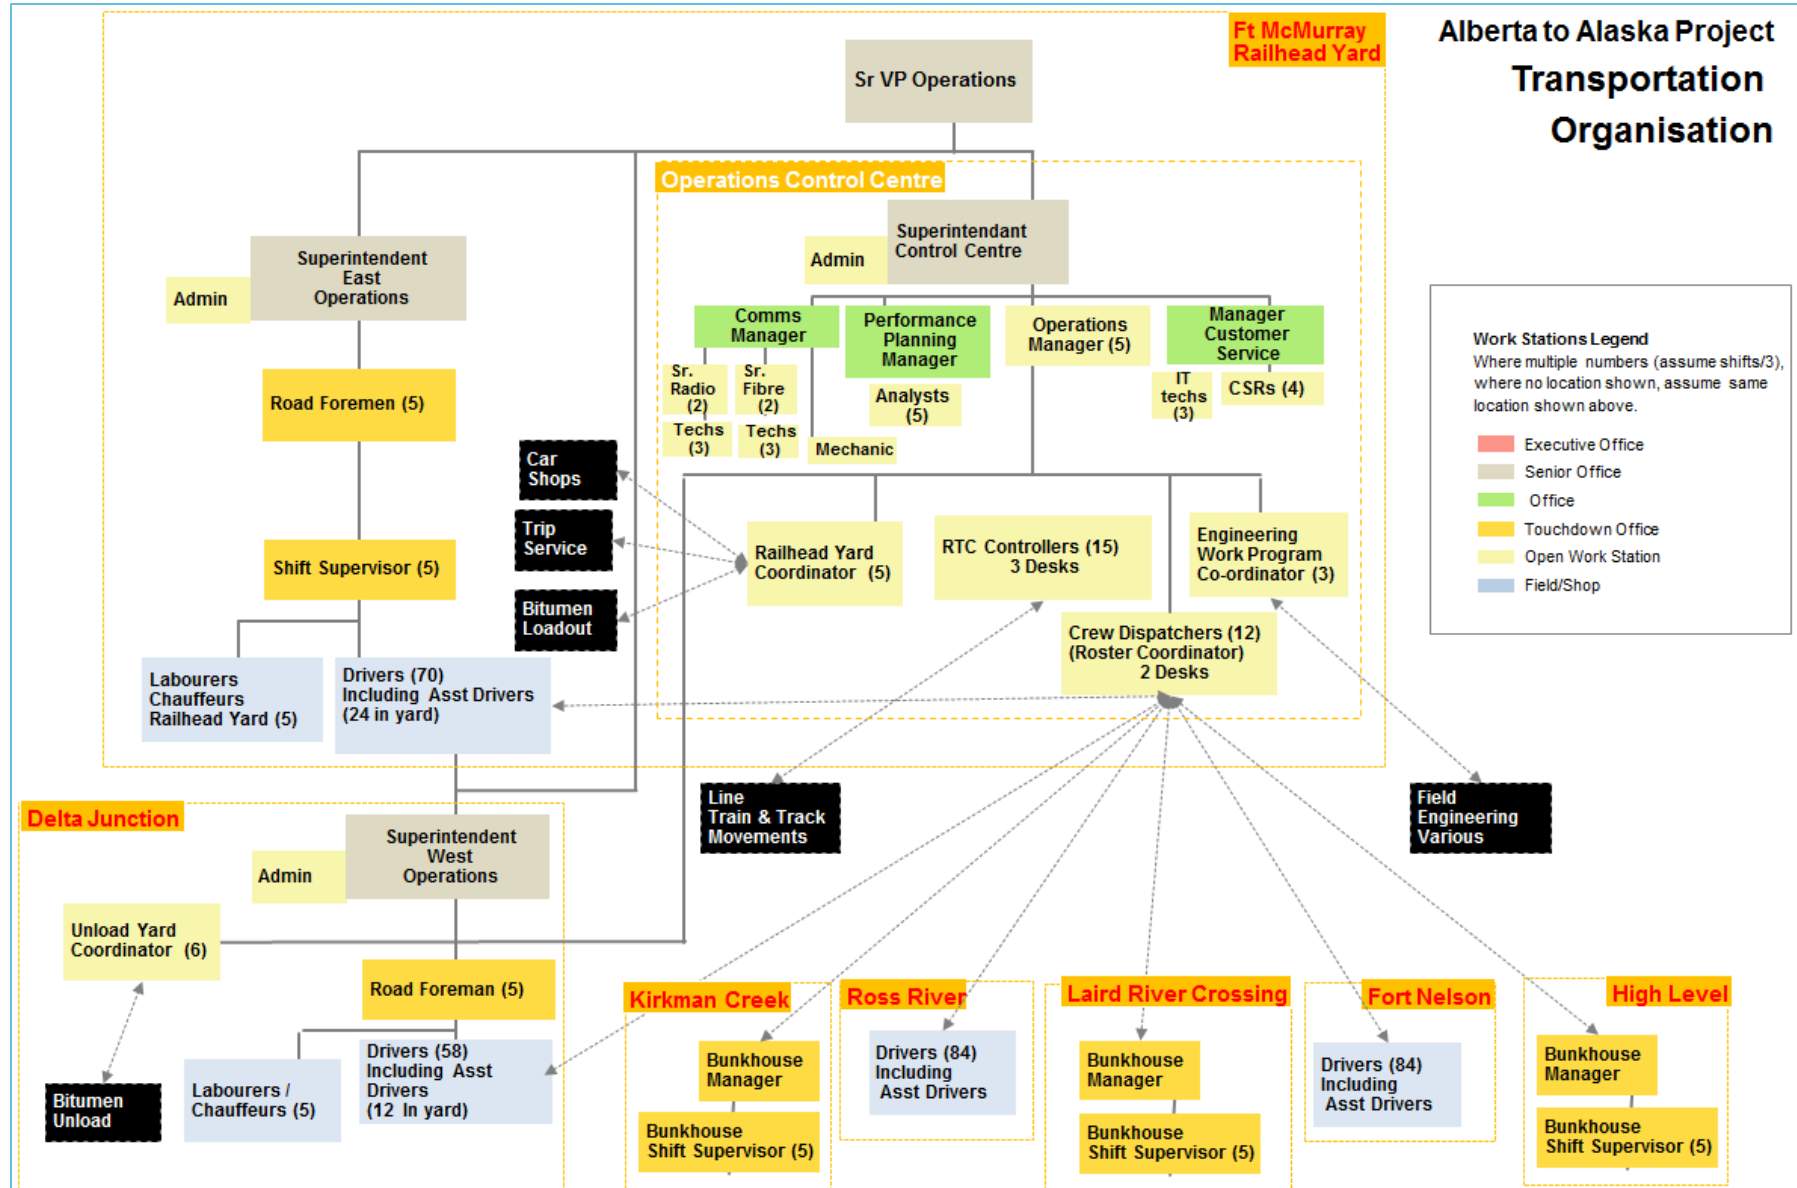 Alberta to Alaska Project
Transportation
Organisation
Ft McMurray
Railhead Yard
Sr VP Operations
Operations Control Centre
Superintendant
Control Centre
Admin
Superintendent
East
Operations
Admin
Comms
Manager
Performance
Planning
Manager
Operations
Manager (5)
Manager
Customer
Service
Sr.
Radio
(2)
Sr.
Fibre
(2)
Analysts
(5)
IT
techs
(3)
CSRs (4)
Techs
(3)
Techs
(3)
Mechanic
Road Foremen (5)
Shift Supervisor (5)
Car
Shops
Trip
Service
Bitumen
Loadout
Railhead Yard
Coordinator (5)
RTC Controllers (15)
3 Desks
Engineering
Work Program
Co-ordinator (3)
Crew Dispatchers (12)
(Roster Coordinator)
2 Desks
Labourers
Chauffeurs
Railhead Yard (5)
Drivers (70)
Including Asst Drivers
(24 in yard)
Work Stations Legend
Where multiple numbers (assume shifts/3),
where no location shown, assume same
location shown above.
Executive Office
Senior Office
Office
Touchdown Office
Open Work Station
Field/Shop
Line
Train & Track
Movements
Field
Engineering
Various
Delta Junction
Superintendent
West
Operations
Admin
Unload Yard
Coordinator (6)
Road Foreman (5)
Bitumen
Unload
Labourers /
Chauffeurs (5)
Drivers (58)
Including Asst
Drivers
(12 In yard)
Kirkman Creek
Bunkhouse
Manager
Bunkhouse
Shift Supervisor (5)
Ross River
Drivers (84)
Including
Asst Drivers
Laird River Crossing
Bunkhouse
Manager
Bunkhouse
Shift Supervisor (5)
Fort Nelson
Drivers (84)
Including
Asst Drivers
High Level
Bunkhouse
Manager
Bunkhouse
Shift Supervisor (5)